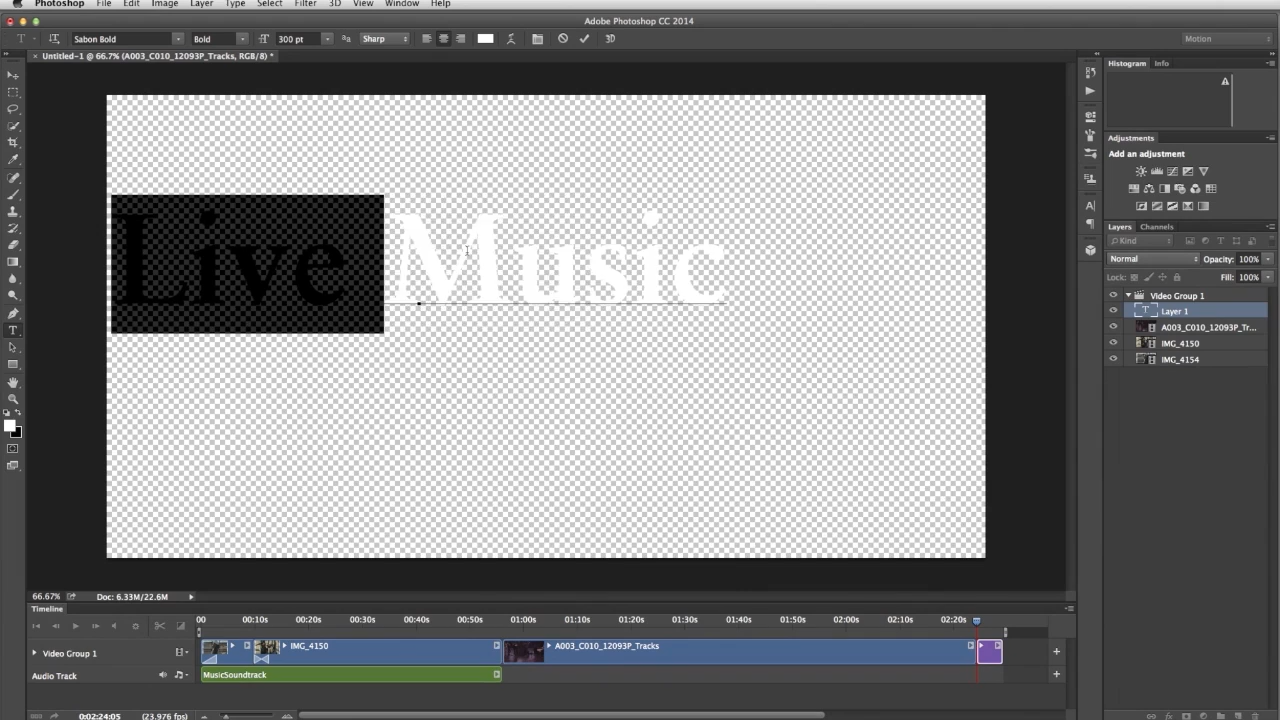 Photoshop File Edit Image Layer Type Select Filter 3D View Window Help
Adobe Photoshop CC 2014
T Sabon Bold Bold 300 pt Sharp 3D Motion
Untitled-1 @ 66.7% (A003_C010_12093P_Tracks, RGB/8) *
Histogram Info
Adjustments
Add an adjustment
Layers Channels
Kind
Normal Opacity: 100%
Lock: Fill: 100%
Video Group 1
Layer 1
A003_C010_12093P_Tr...
IMG_4150
IMG_4154
Live Music
66.67% Doc: 6.33M/22.6M
Timeline
00 00:10s 00:20s 00:30s 00:40s 00:50s 01:00s 01:10s 01:20s 01:30s 01:40s 01:50s 02:00s 02:10s 02:20s
Video Group 1 IMG_4150 A003_C010_12093P_Tracks
Audio Track MusicSoundtrack
0:02:24:05 (23.976 fps)